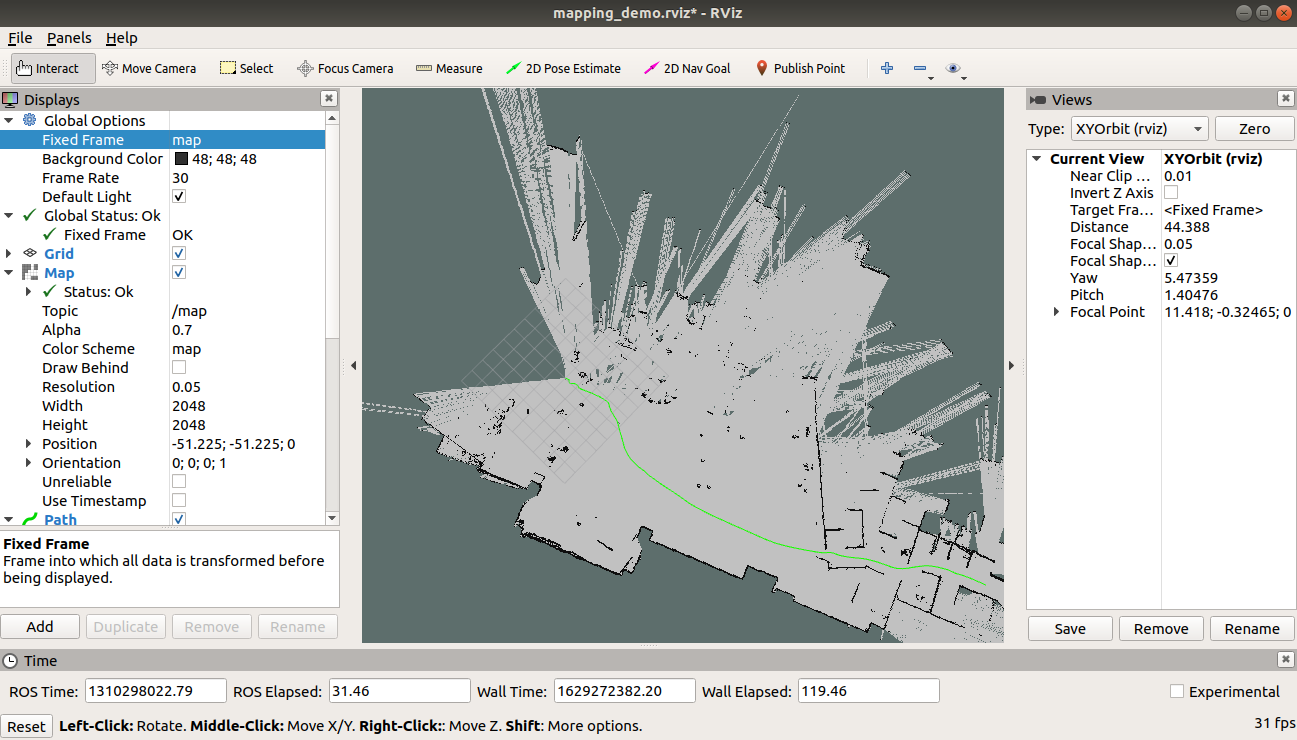 mapping_demo.rviz* - RViz
File Panels Help
Interact Move Camera Select Focus Camera Measure 2D Pose Estimate 2D Nav Goal Publish Point
Displays
Global Options
Fixed Frame map
Background Color 48; 48; 48
Frame Rate 30
Default Light
Global Status: Ok
Fixed Frame OK
Grid
Map
Status: Ok
Topic /map
Alpha 0.7
Color Scheme map
Draw Behind
Resolution 0.05
Width 2048
Height 2048
Position -51.225; -51.225; 0
Orientation 0; 0; 0; 1
Unreliable
Use Timestamp
Path
Fixed Frame
Frame into which all data is transformed before
being displayed.
Add Duplicate Remove Rename
Views
Type: XYOrbit (rviz) Zero
Current View XYOrbit (rviz)
Near Clip ... 0.01
Invert Z Axis
Target Fra... <Fixed Frame>
Distance 44.388
Focal Shap... 0.05
Focal Shap...
Yaw 5.47359
Pitch 1.40476
Focal Point 11.418; -0.32465; 0
Save Remove Rename
Time
ROS Time: 1310298022.79 ROS Elapsed: 31.46 Wall Time: 1629272382.20 Wall Elapsed: 119.46 Experimental
Reset Left-Click: Rotate. Middle-Click: Move X/Y. Right-Click:: Move Z. Shift: More options. 31 fps